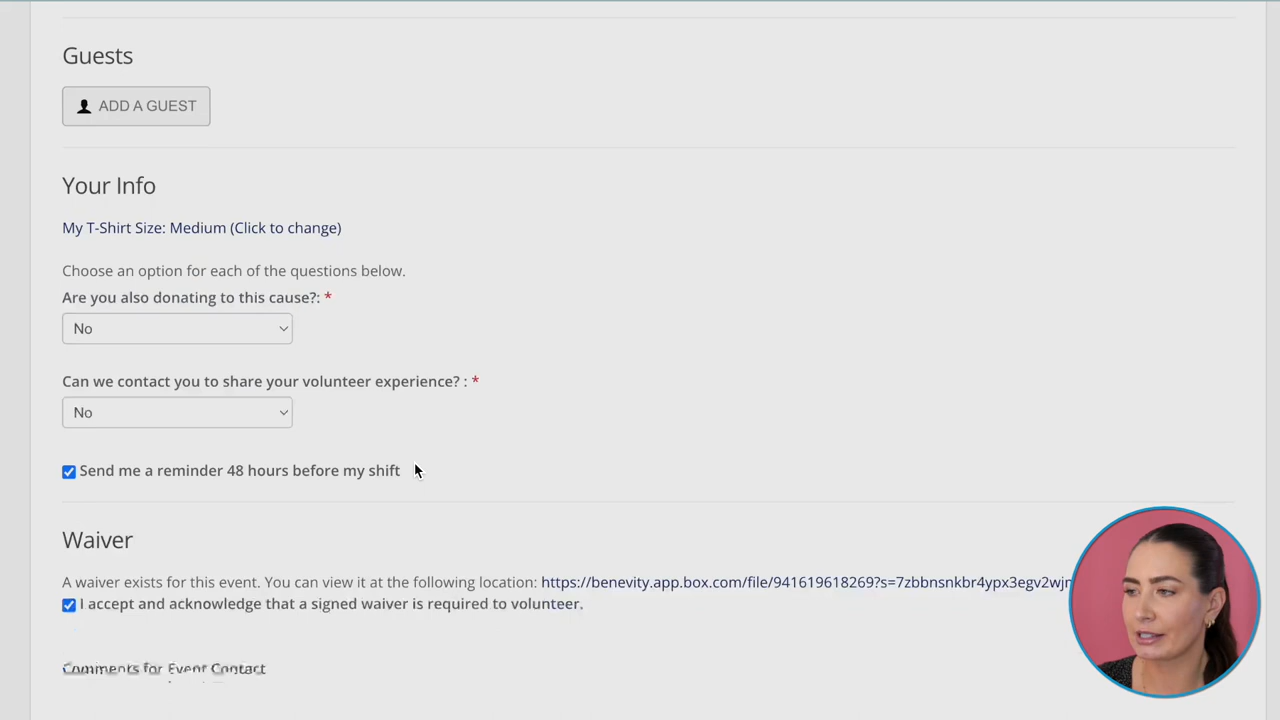 Guests
ADD A GUEST
Your Info
My T-Shirt Size: Medium (Click to change)
Choose an option for each of the questions below.
Are you also donating to this cause?: *
No
Can we contact you to share your volunteer experience? : *
No
Send me a reminder 48 hours before my shift
Waiver
A waiver exists for this event. You can view it at the following location: https://benevity.app.box.com/file/941619618269?s=7zbbnsnkbr4ypx3egv2wjn
I accept and acknowledge that a signed waiver is required to volunteer.
Comments for Event Contact